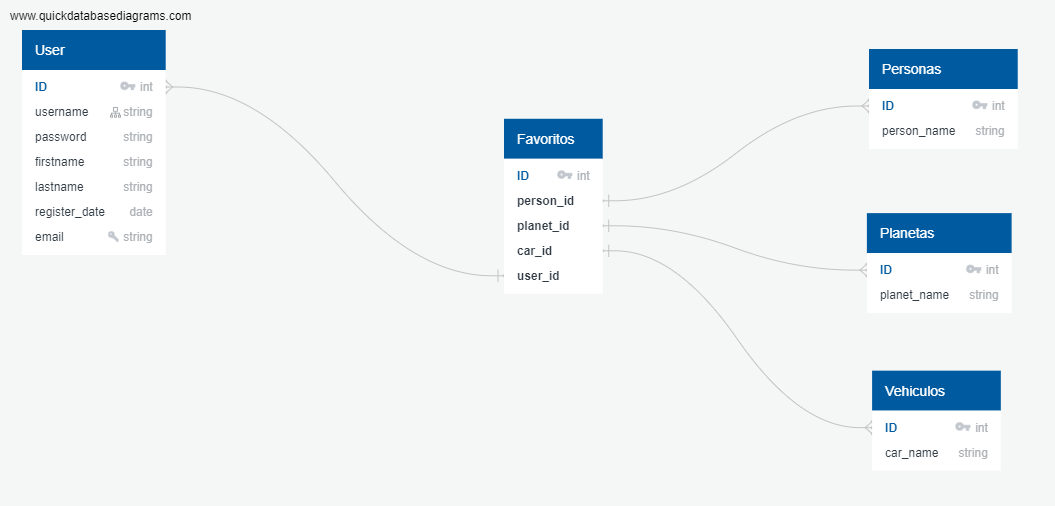 www.quickdatabasediagrams.com
User
ID int
username string
password string
firstname string
lastname string
register_date date
email string
Favoritos
ID int
person_id
planet_id
car_id
user_id
Personas
ID int
person_name string
Planetas
ID int
planet_name string
Vehiculos
ID int
car_name string